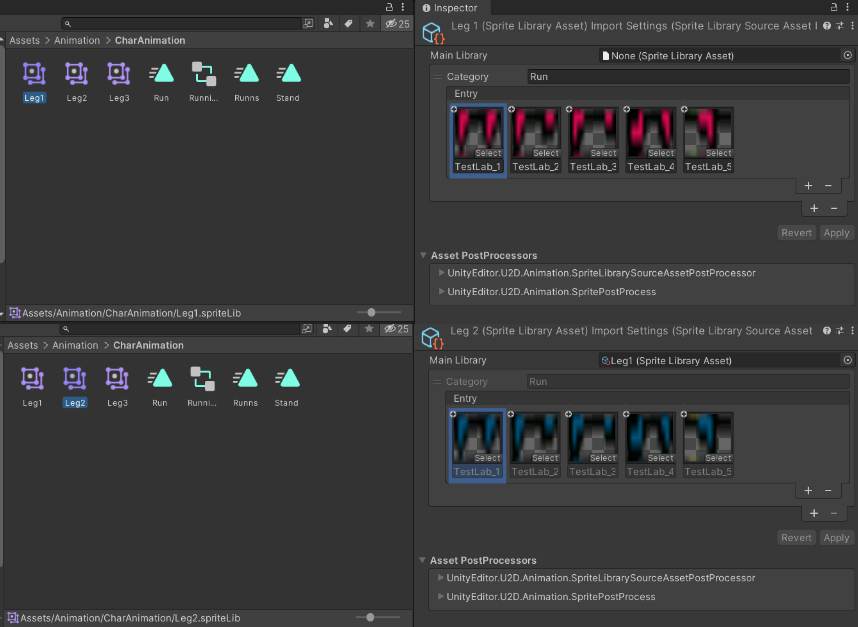 Inspector
25
Leg 1 (Sprite Library Asset) Import Settings (Sprite Library Source Asset I
Assets > Animation > CharAnimation
Main Library None (Sprite Library Asset)
Category Run
Entry
Leg1 Leg2 Leg3 Run Runni... Runns Stand
Select Select Select Select Select
TestLab_1 TestLab_2 TestLab_3 TestLab_4 TestLab_5
+ −
+ −
Revert Apply
Asset PostProcessors
UnityEditor.U2D.Animation.SpriteLibrarySourceAssetPostProcessor
UnityEditor.U2D.Animation.SpritePostProcess
Assets/Animation/CharAnimation/Leg1.spriteLib
25
Leg 2 (Sprite Library Asset) Import Settings (Sprite Library Source Asset
Assets > Animation > CharAnimation
Main Library Leg1 (Sprite Library Asset)
Category Run
Entry
Leg1 Leg2 Leg3 Run Runni... Runns Stand
Select Select Select Select Select
TestLab_1 TestLab_2 TestLab_3 TestLab_4 TestLab_5
+ −
+ −
Revert Apply
Asset PostProcessors
UnityEditor.U2D.Animation.SpriteLibrarySourceAssetPostProcessor
UnityEditor.U2D.Animation.SpritePostProcess
Assets/Animation/CharAnimation/Leg2.spriteLib